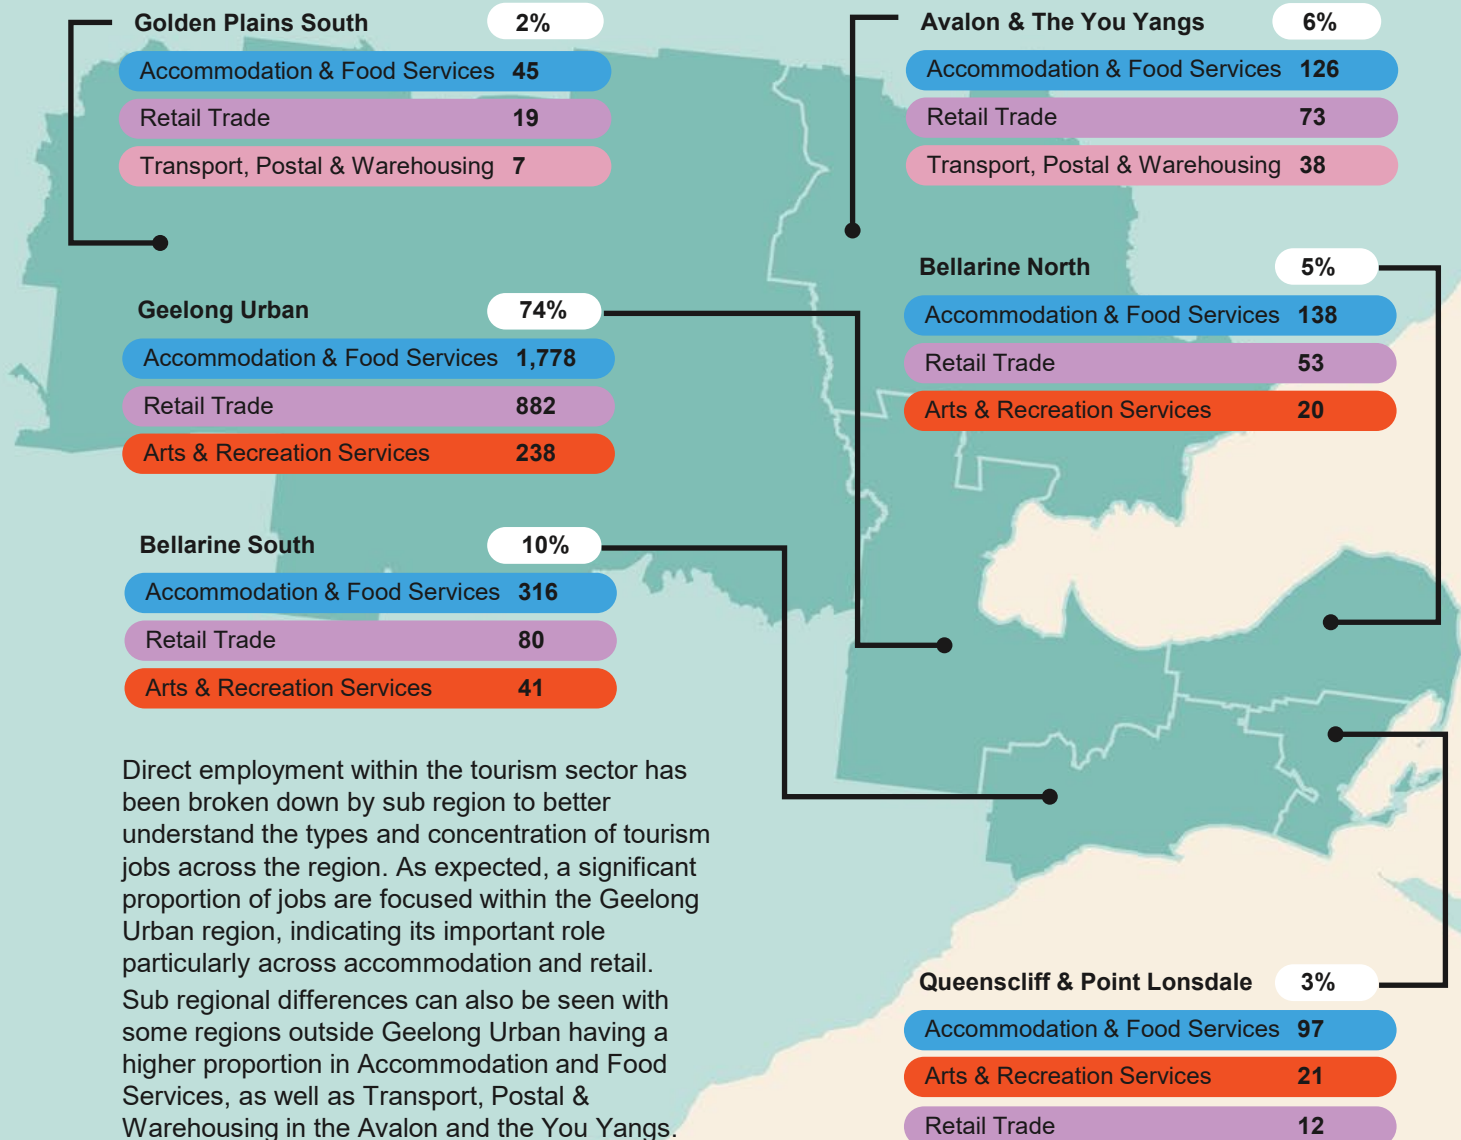 Golden Plains South 2%
Accommodation & Food Services 45
Retail Trade 19
Transport, Postal & Warehousing 7
Avalon & The You Yangs 6%
Accommodation & Food Services 126
Retail Trade 73
Transport, Postal & Warehousing 38
Geelong Urban 74%
Accommodation & Food Services 1,778
Retail Trade 882
Arts & Recreation Services 238
Bellarine North 5%
Accommodation & Food Services 138
Retail Trade 53
Arts & Recreation Services 20
Bellarine South 10%
Accommodation & Food Services 316
Retail Trade 80
Arts & Recreation Services 41
Direct employment within the tourism sector has
been broken down by sub region to better
understand the types and concentration of tourism
jobs across the region. As expected, a significant
proportion of jobs are focused within the Geelong
Urban region, indicating its important role
particularly across accommodation and retail.
Sub regional differences can also be seen with
some regions outside Geelong Urban having a
higher proportion in Accommodation and Food
Services, as well as Transport, Postal &
Warehousing in the Avalon and the You Yangs.
Queenscliff & Point Lonsdale 3%
Accommodation & Food Services 97
Arts & Recreation Services 21
Retail Trade 12